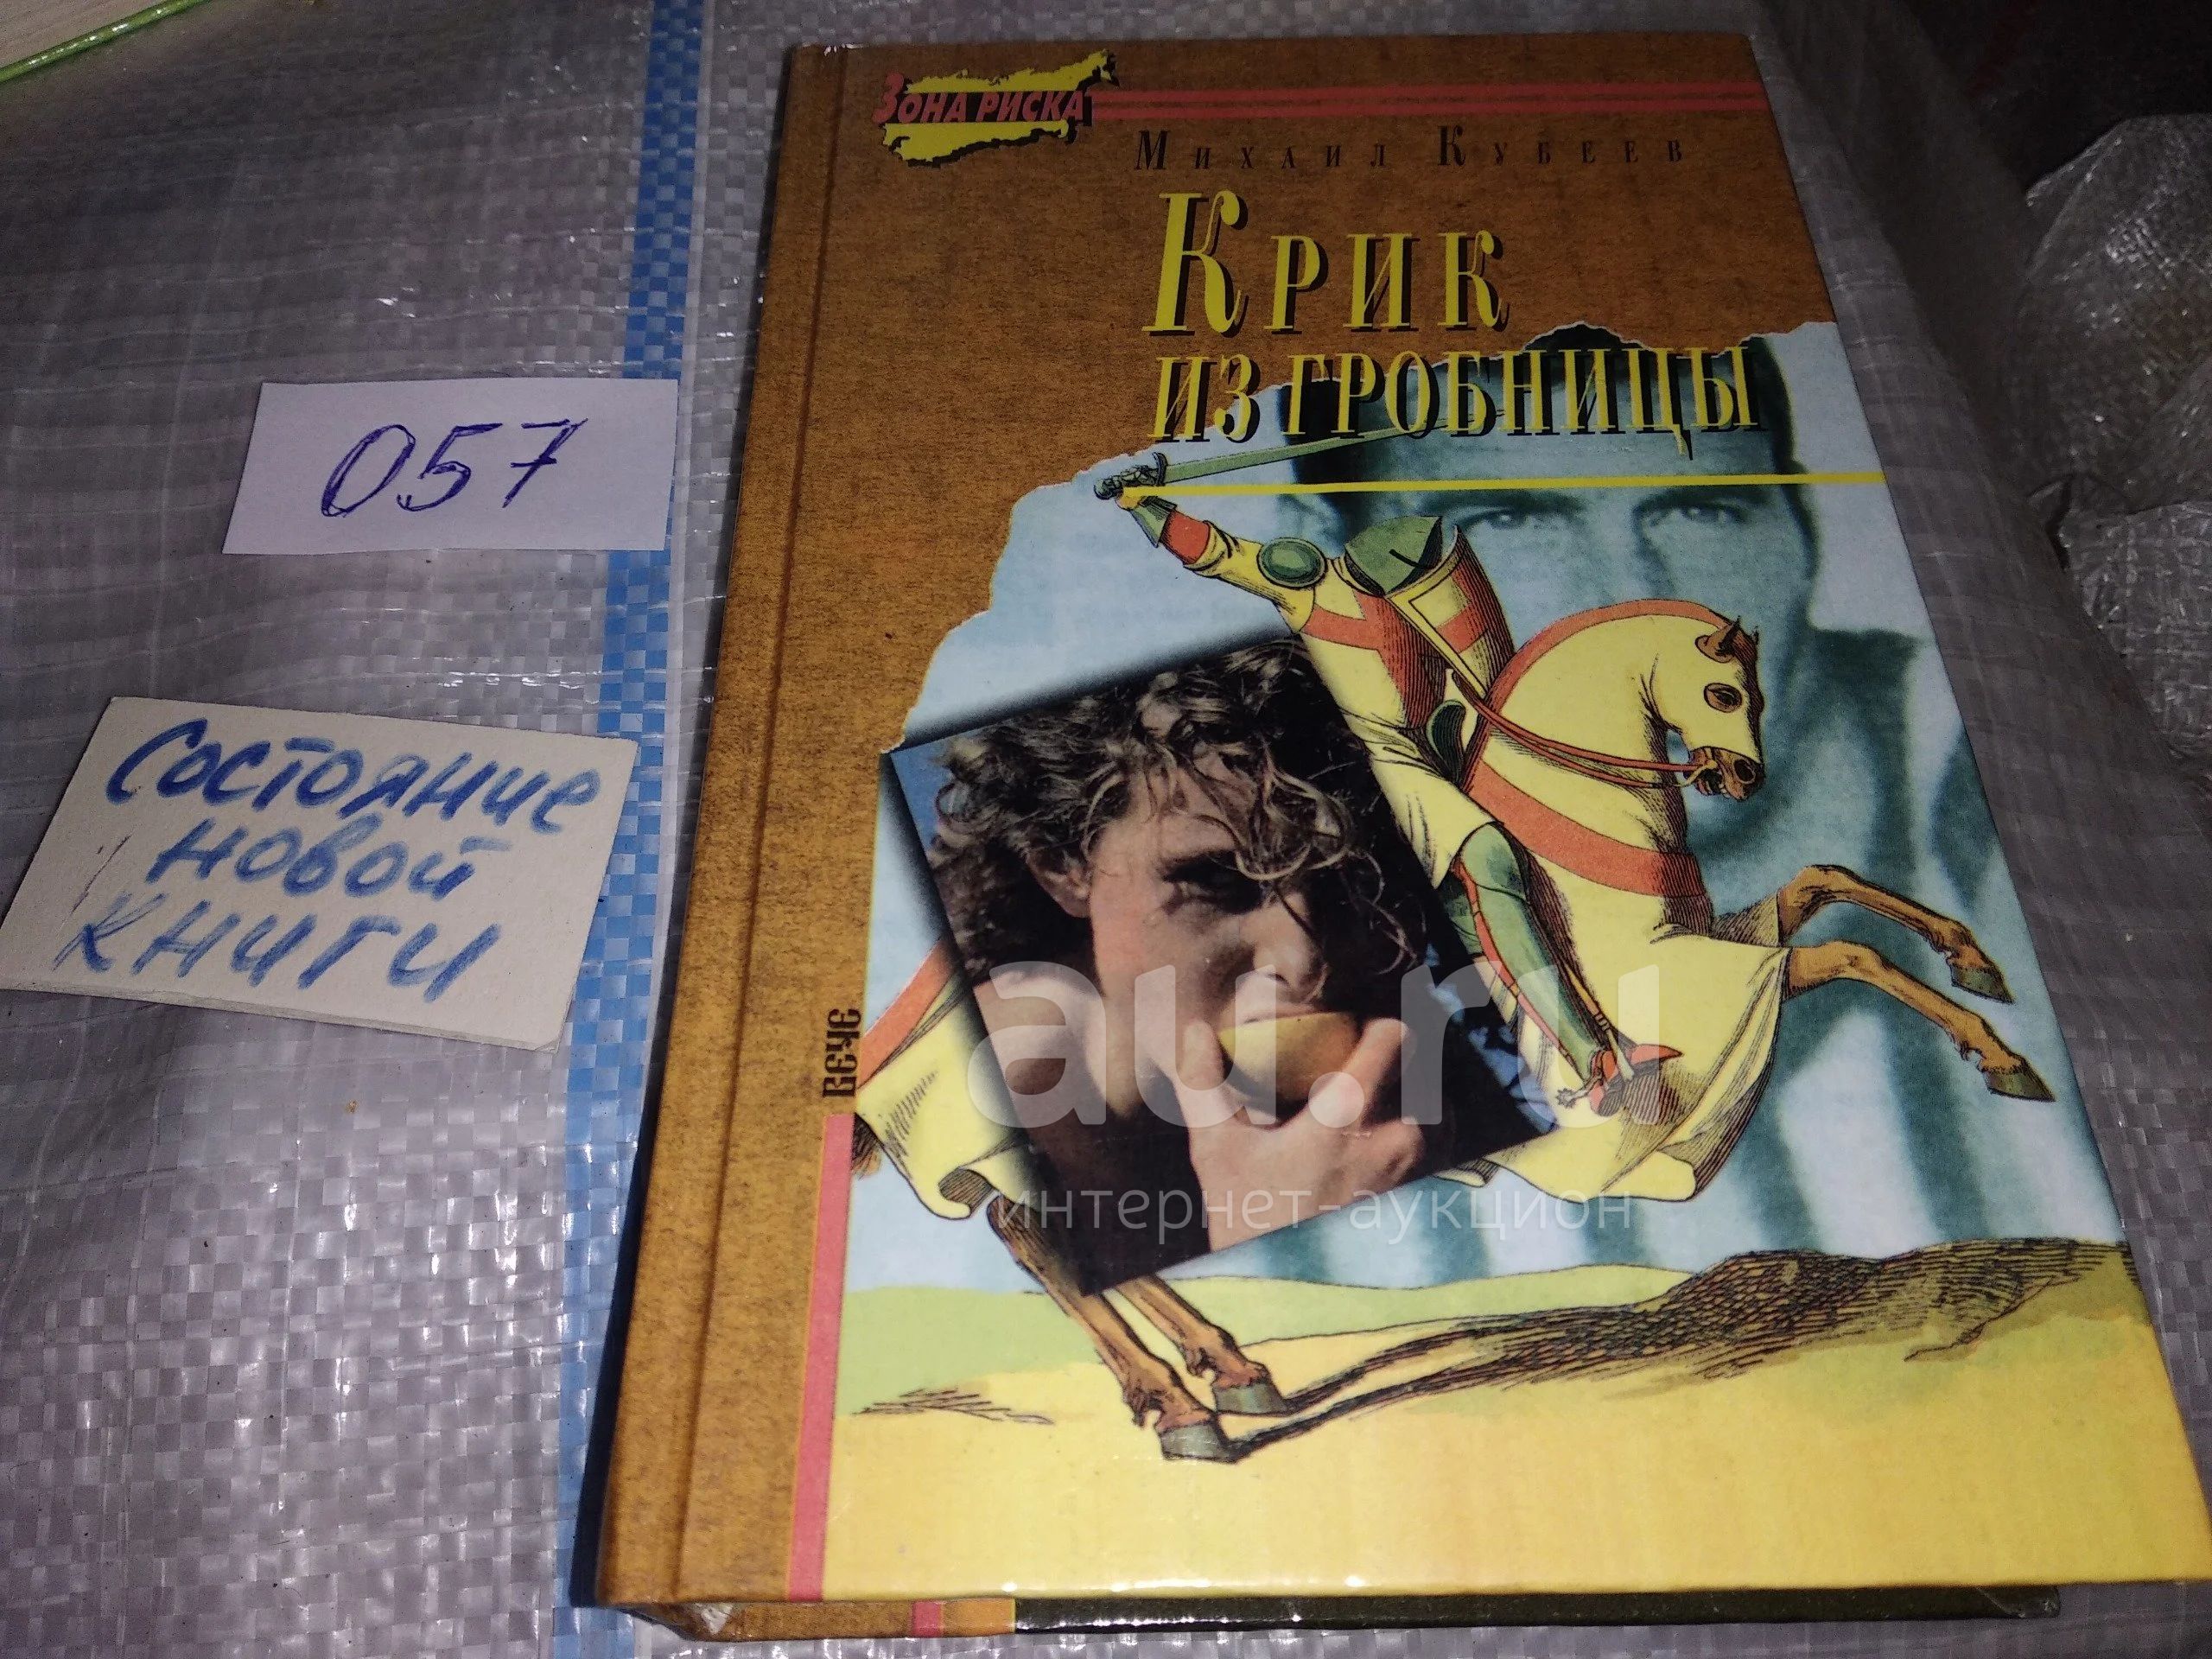 Зона риска
Михаил Кубеев
Крик
из гробницы
057
Состояние
новой
книги
ВЕЧЕ
au.ru
интернет-аукцион